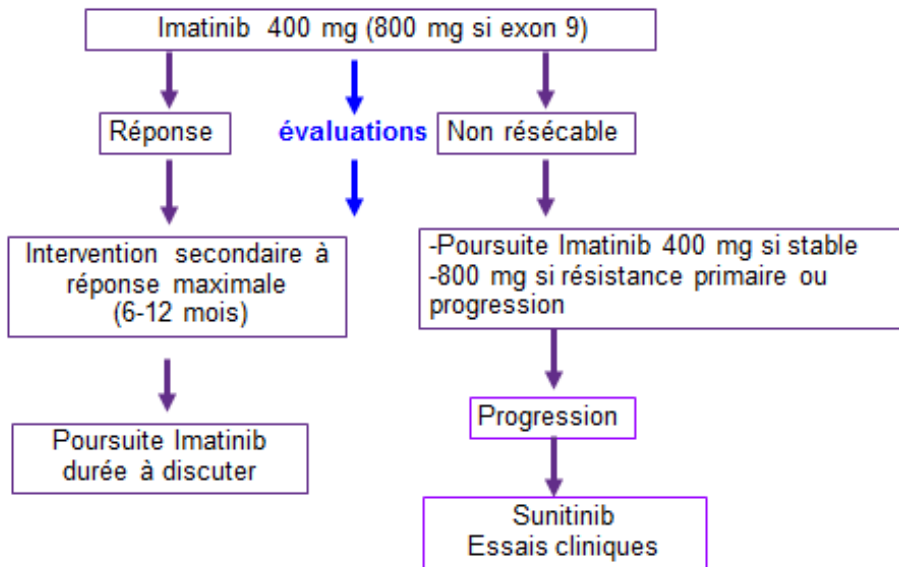 Imatinib 400 mg (800 mg si exon 9)
Réponse
évaluations
Non résécable
Intervention secondaire à
réponse maximale
(6-12 mois)
-Poursuite Imatinib 400 mg si stable
-800 mg si résistance primaire ou
progression
Poursuite Imatinib
durée à discuter
Progression
Sunitinib
Essais cliniques